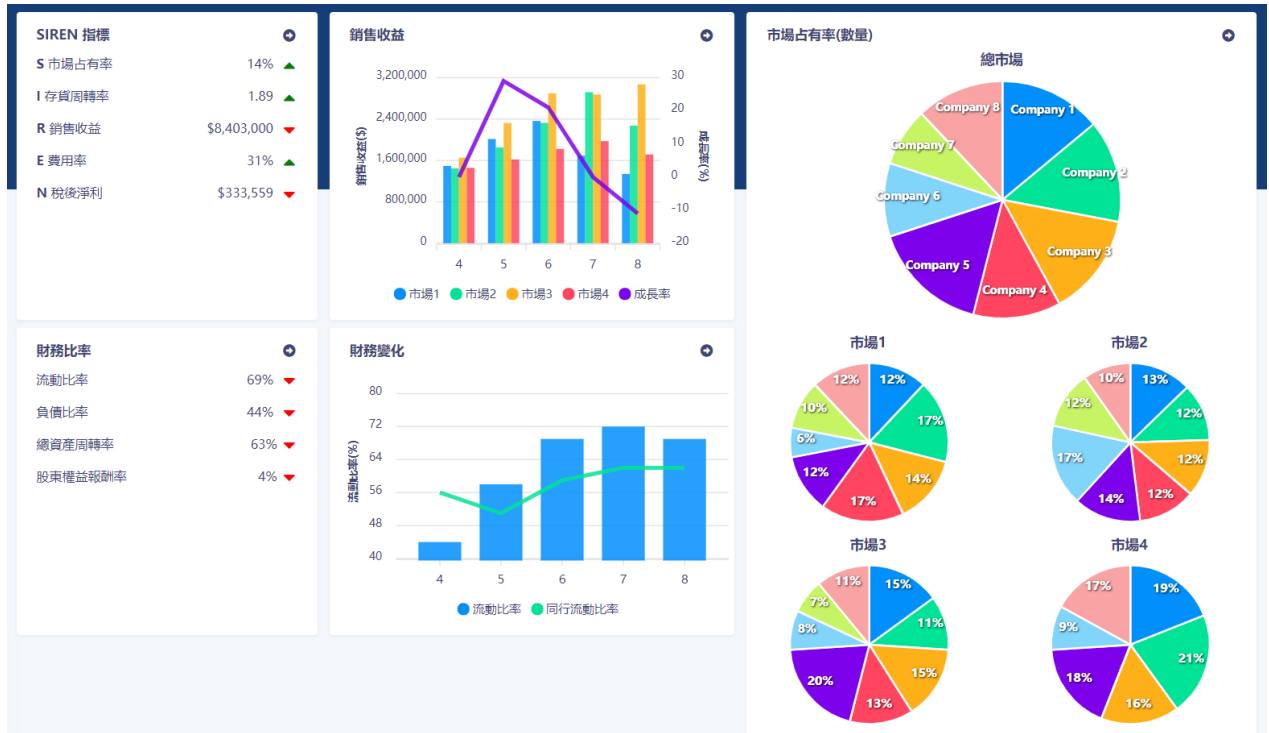 SIREN 指標
S 市場占有率 14%
I 存貨周轉率 1.89
R 銷售收益 $8,403,000
E 費用率 31%
N 稅後淨利 $333,559
銷售收益
3,200,000
2,400,000
1,600,000
800,000
0
銷售收益($)
30
20
10
0
-10
-20
成長率(%)
4 5 6 7 8
市場1 市場2 市場3 市場4 成長率
財務比率
流動比率 69%
負債比率 44%
總資產周轉率 63%
股東權益報酬率 4%
財務變化
80
72
64
56
48
40
流動比率(%)
4 5 6 7 8
流動比率 同行流動比率
市場占有率(數量)
總市場
Company 1
Company 2
Company 3
Company 4
Company 5
Company 6
Company 7
Company 8
市場1
12%
17%
14%
17%
12%
6%
10%
12%
市場2
13%
12%
12%
12%
14%
17%
12%
10%
市場3
15%
11%
15%
13%
20%
8%
7%
11%
市場4
19%
21%
16%
18%
9%
17%